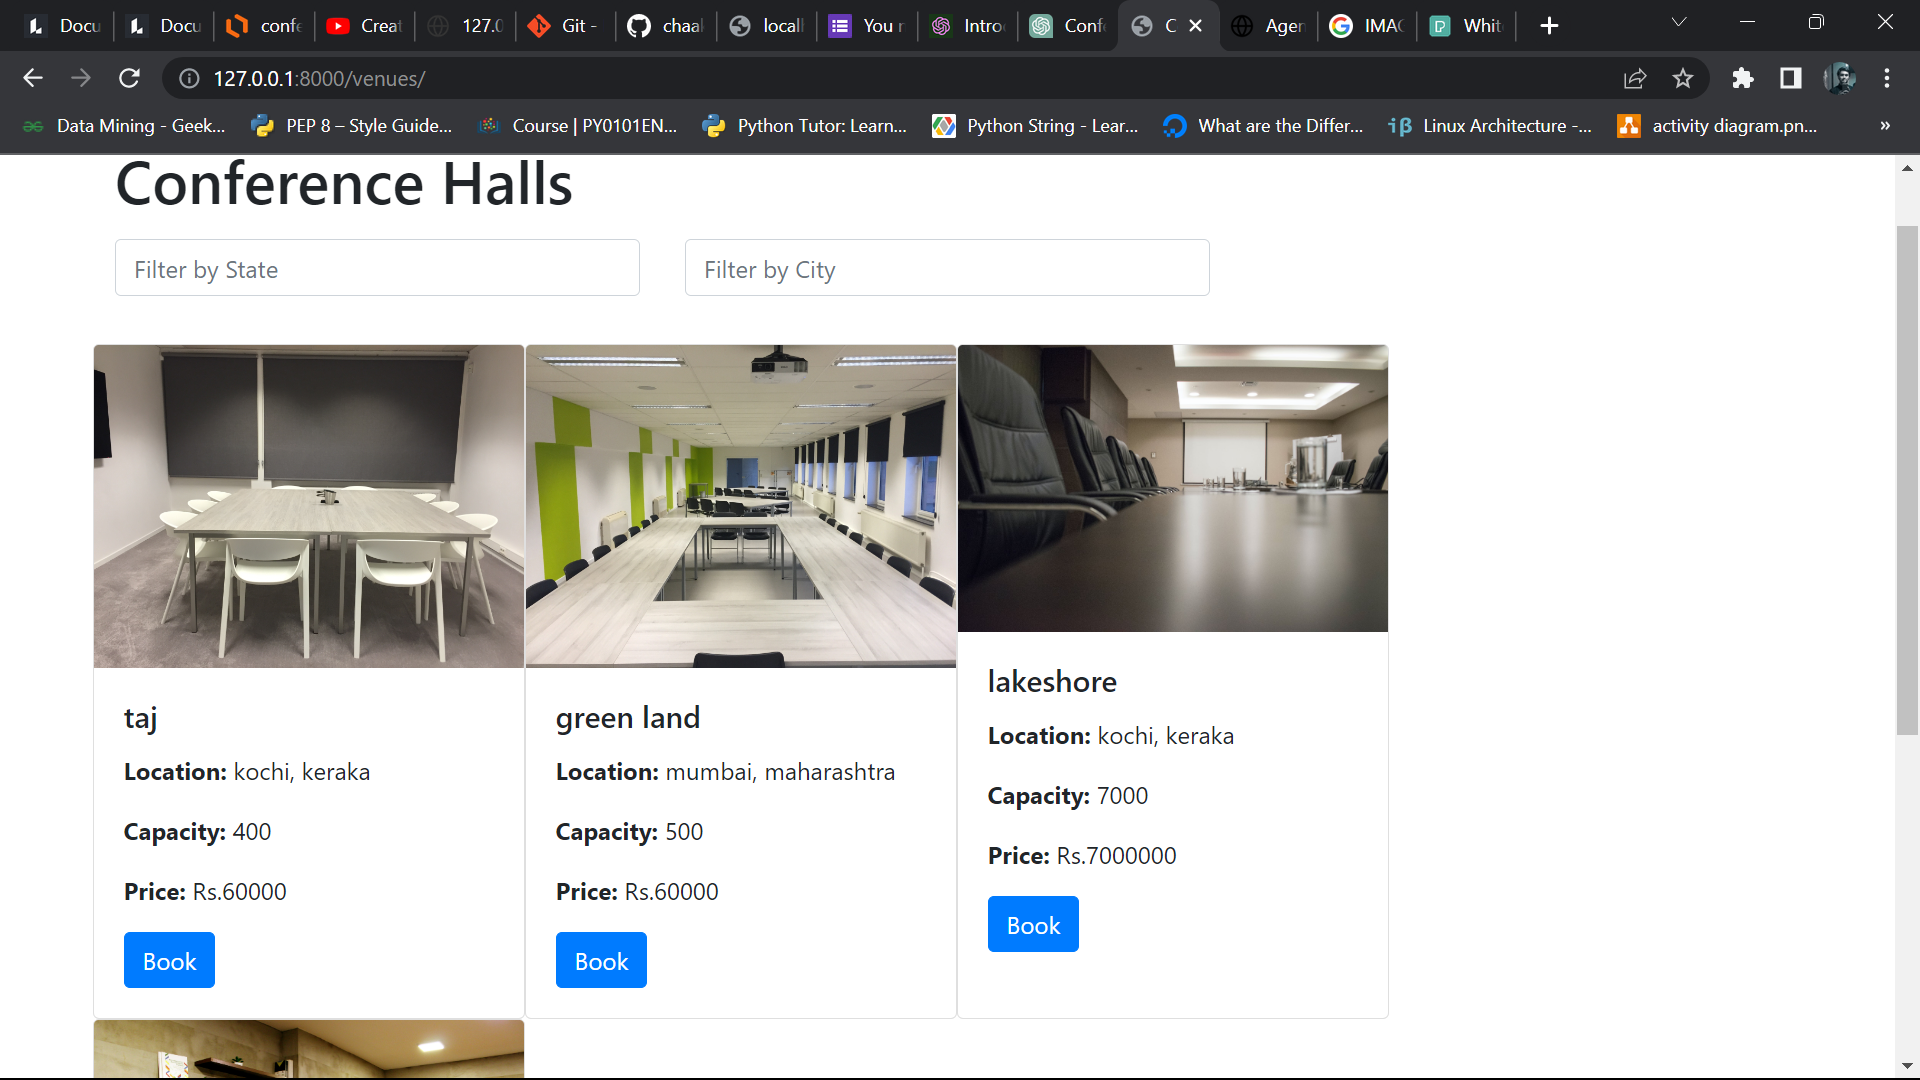 Docu Docu confe Creat 127.0 Git - chaal locall You r Intro Conf C Agen IMAG Whit
127.0.0.1:8000/venues/
Data Mining - Geek... PEP 8 – Style Guide... Course | PY0101EN... Python Tutor: Learn... Python String - Lear... What are the Differ... Linux Architecture -... activity diagram.pn... »
Conference Halls
Filter by State Filter by City
taj
Location: kochi, keraka
Capacity: 400
Price: Rs.60000
Book
green land
Location: mumbai, maharashtra
Capacity: 500
Price: Rs.60000
Book
lakeshore
Location: kochi, keraka
Capacity: 7000
Price: Rs.7000000
Book